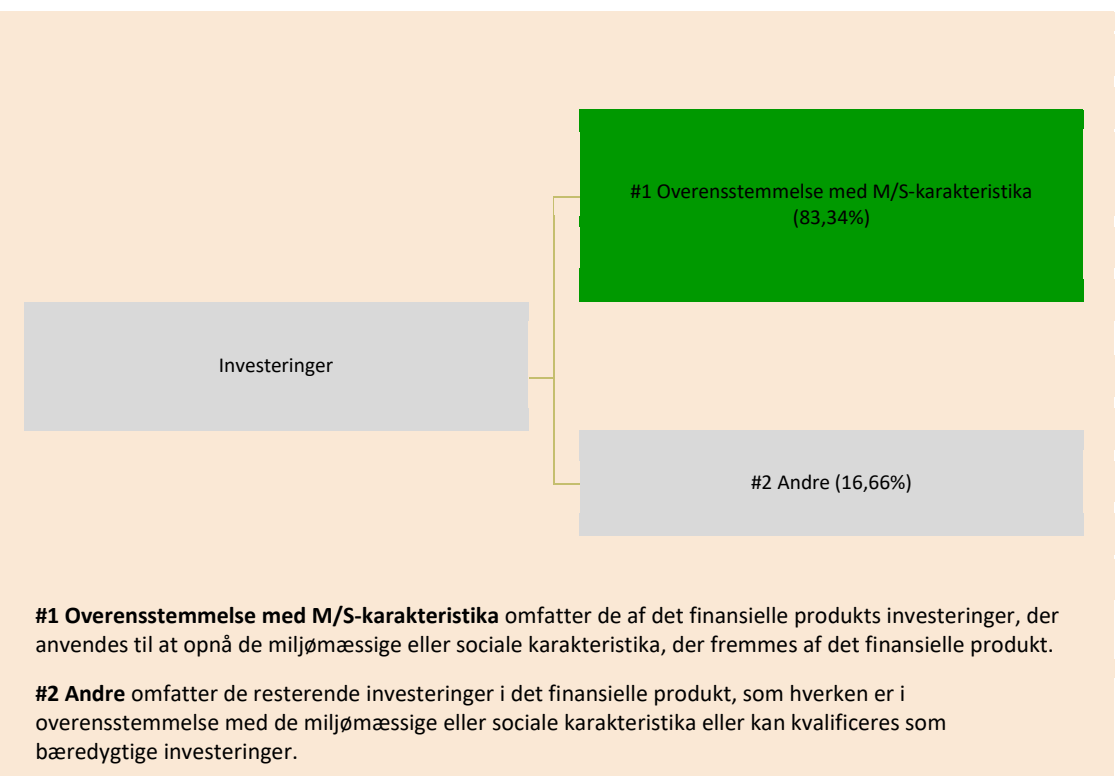 #1 Overensstemmelse med M/S-karakteristika
(83,34%)
Investeringer
#2 Andre (16,66%)
#1 Overensstemmelse med M/S-karakteristika omfatter de af det finansielle produkts investeringer, der
anvendes til at opnå de miljømæssige eller sociale karakteristika, der fremmes af det finansielle produkt.
#2 Andre omfatter de resterende investeringer i det finansielle produkt, som hverken er i
overensstemmelse med de miljømæssige eller sociale karakteristika eller kan kvalificeres som
bæredygtige investeringer.